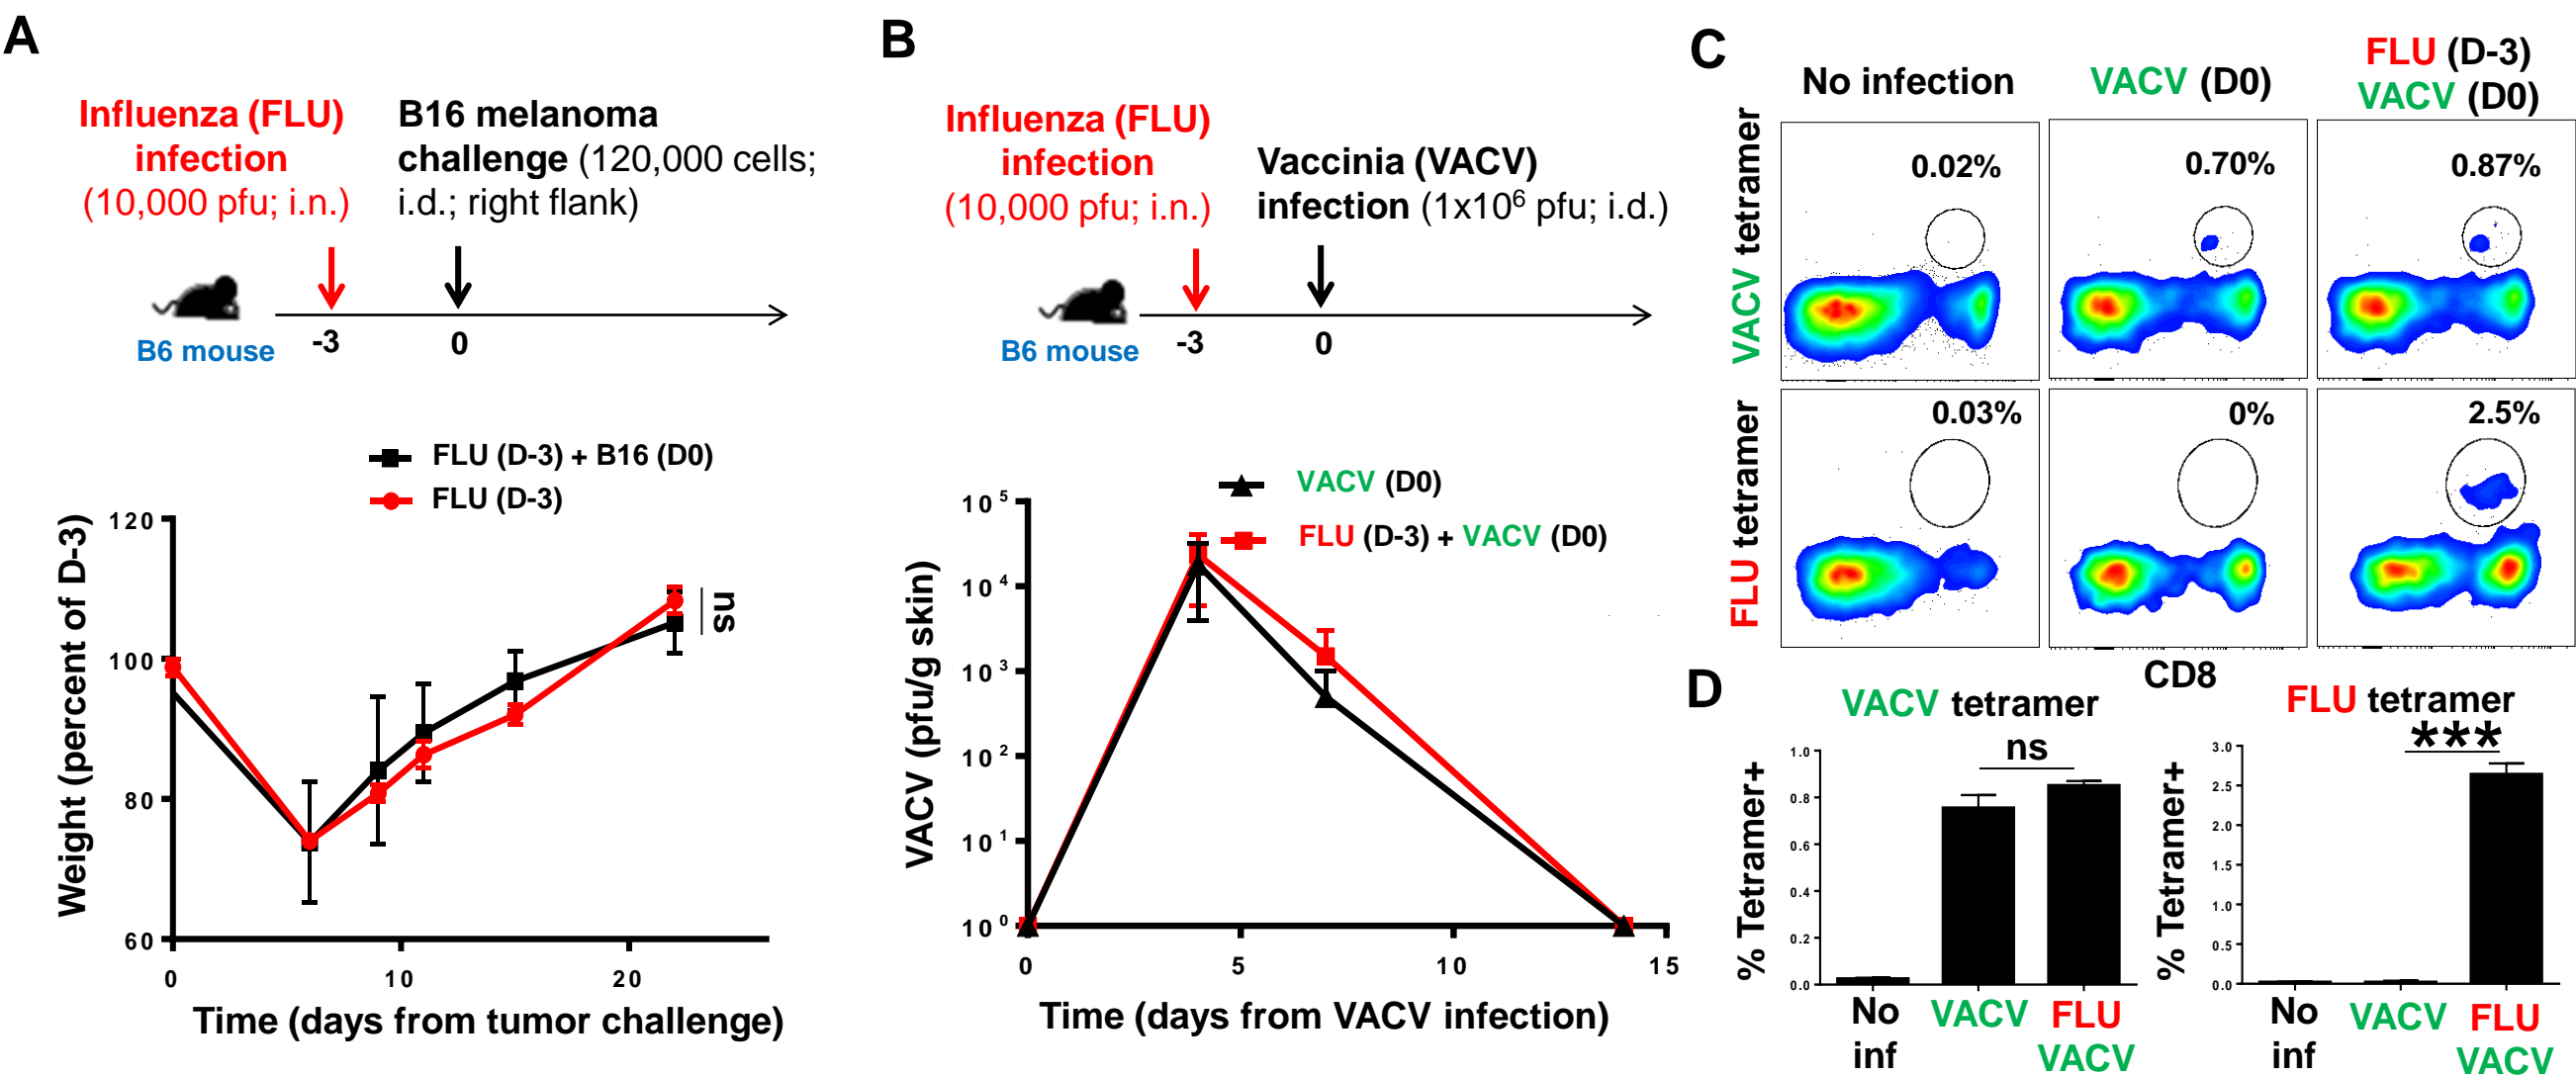 A
Influenza (FLU)
infection
(10,000 pfu; i.n.)
B16 melanoma
challenge (120,000 cells;
i.d.; right flank)
B6 mouse
-3
0
FLU (D-3) + B16 (D0)
FLU (D-3)
Weight (percent of D-3)
120
100
80
60
ns
0
10
20
Time (days from tumor challenge)
B
Influenza (FLU)
infection
(10,000 pfu; i.n.)
Vaccinia (VACV)
infection (1x10⁶ pfu; i.d.)
B6 mouse
-3
0
VACV (D0)
FLU (D-3) + VACV (D0)
VACV (pfu/g skin)
10⁵
10⁴
10³
10²
10¹
10⁰
0
5
10
15
Time (days from VACV infection)
C
No infection
VACV (D0)
FLU (D-3)
VACV (D0)
VACV tetramer
0.02%
0.70%
0.87%
FLU tetramer
0.03%
0%
2.5%
CD8
D
VACV tetramer
ns
% Tetramer+
1.0
0.8
0.6
0.4
0.2
0.0
No
inf
VACV
FLU
VACV
FLU tetramer
***
% Tetramer+
3.0
2.5
2.0
1.5
1.0
0.5
0.0
No
inf
VACV
FLU
VACV